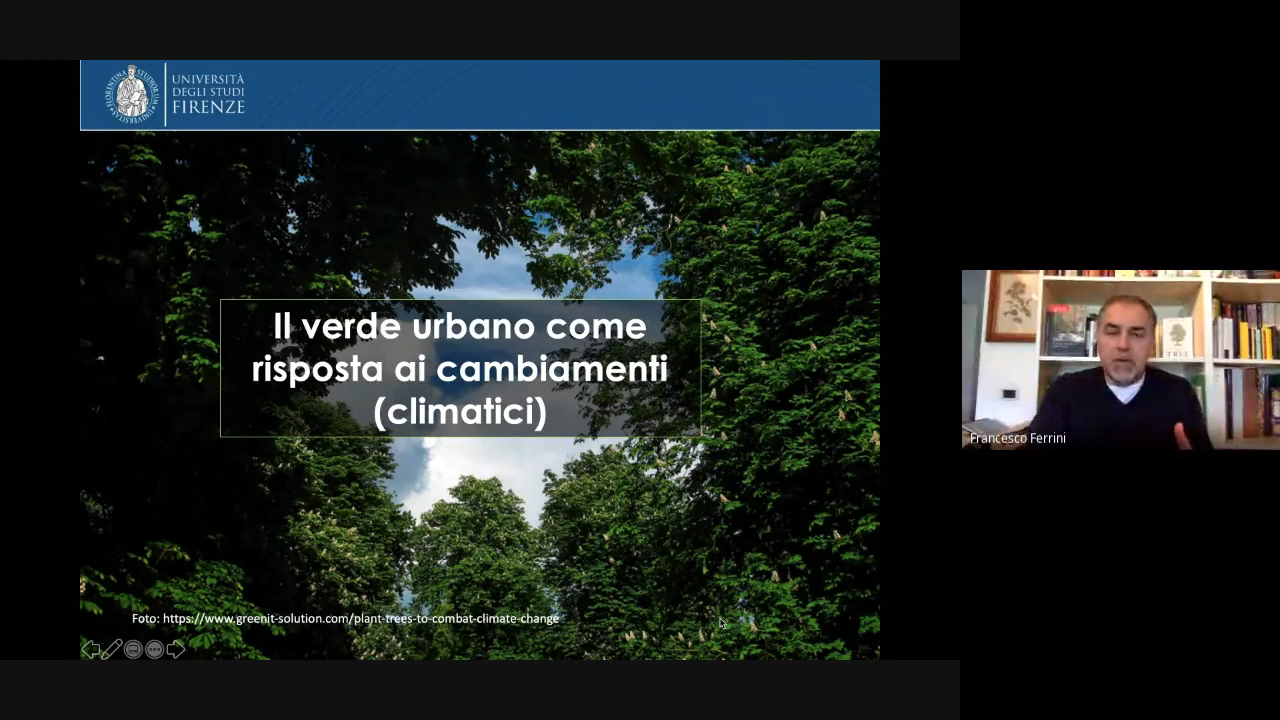 UNIVERSITÀ
DEGLI STUDI
FIRENZE
Il verde urbano come
risposta ai cambiamenti
(climatici)
Foto: https://www.greenit-solution.com/plant-trees-to-combat-climate-change
TREE
Francesco Ferrini